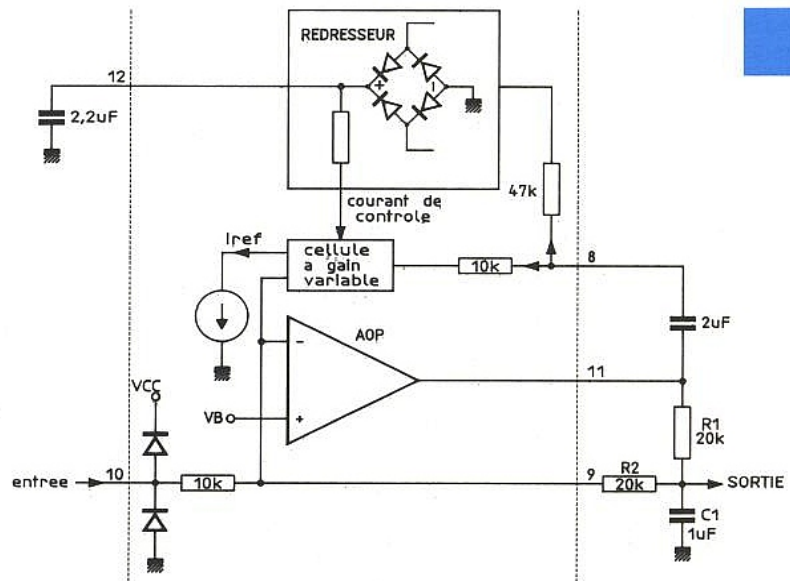 REDRESSEUR
+
−
12
2,2uF
47k
courant de
controle
Iref
cellule
a gain
variable
10k
8
2uF
AOP
−
11
VCC
VB
+
R1
20k
entree
10
10k
9
R2
20k
SORTIE
C1
1uF